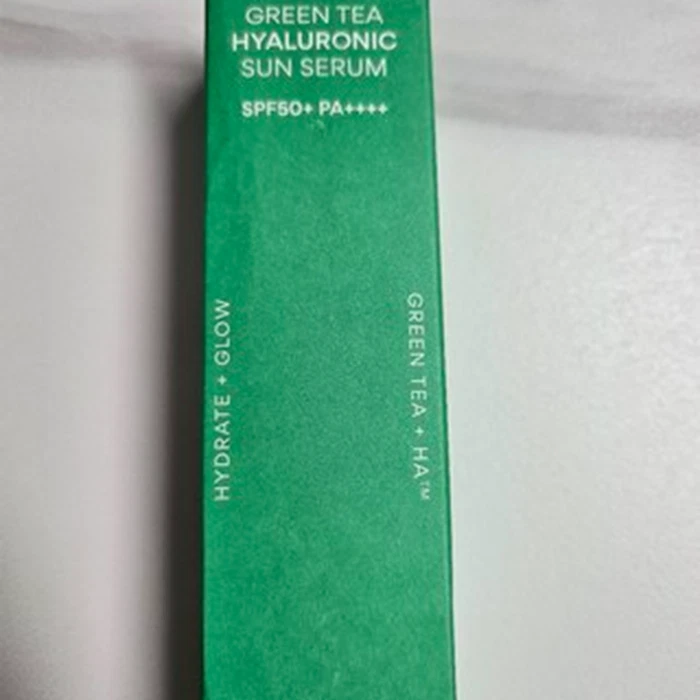 GREEN TEA
HYALURONIC
SUN SERUM
SPF50+ PA++++
HYDRATE + GLOW
GREEN TEA + HA™